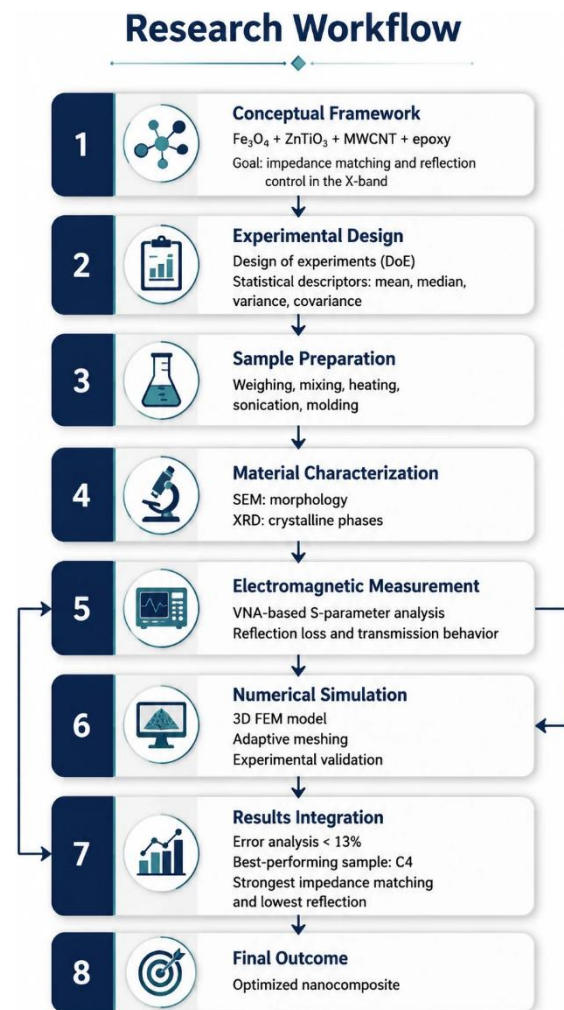 Research Workflow
1
Conceptual Framework
Fe₃O₄ + ZnTiO₃ + MWCNT + epoxy
Goal: impedance matching and reflection
control in the X-band
2
Experimental Design
Design of experiments (DoE)
Statistical descriptors: mean, median,
variance, covariance
3
Sample Preparation
Weighing, mixing, heating,
sonication, molding
4
Material Characterization
SEM: morphology
XRD: crystalline phases
5
Electromagnetic Measurement
VNA-based S-parameter analysis
Reflection loss and transmission behavior
6
Numerical Simulation
3D FEM model
Adaptive meshing
Experimental validation
7
Results Integration
Error analysis < 13%
Best-performing sample: C4
Strongest impedance matching
and lowest reflection
8
Final Outcome
Optimized nanocomposite